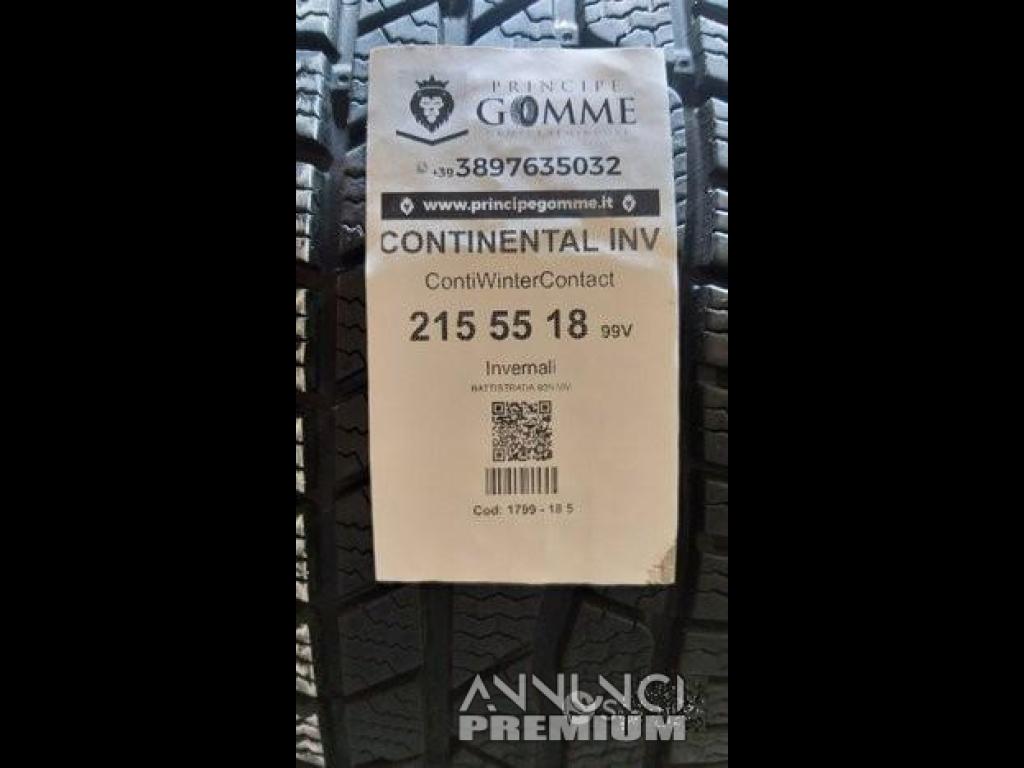 PRINCIPE
GOMME
+39 3897635032
www.principegomme.it
CONTINENTAL INV
ContiWinterContact
215 55 18 99V
Invernali
BATTISTRADA
Cod: 1799 - 18 5
ANNUNCI
PREMIUM